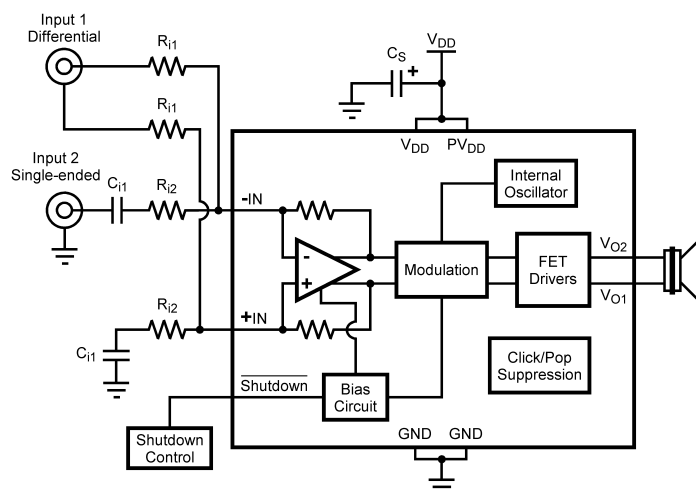 Input 1
Differential
Ri1
Ri1
Input 2
Single-ended
Ci1
Ri2
-IN
Ri2
+IN
Ci1
CS
+
VDD
VDD
PVDD
Internal
Oscillator
-
+
Modulation
FET
Drivers
VO2
VO1
Click/Pop
Suppression
Shutdown
Bias
Circuit
Shutdown
Control
GND
GND